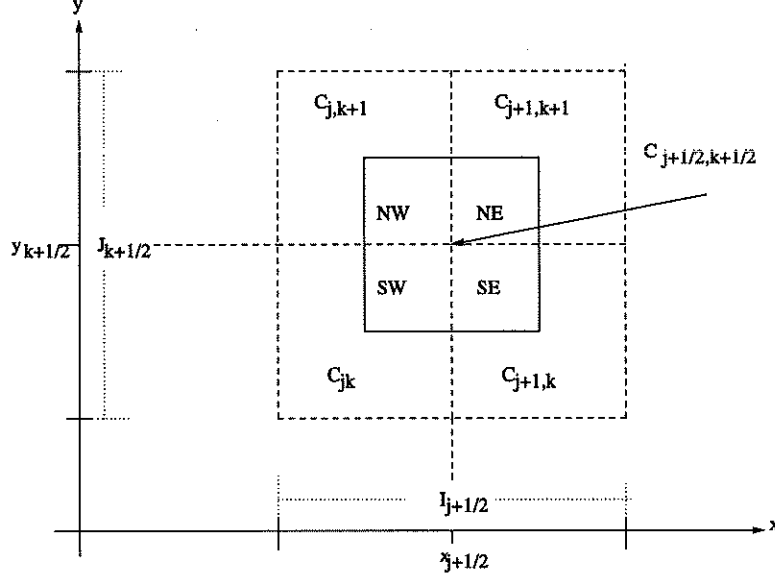 y
C_{j,k+1} C_{j+1,k+1}
C_{j+1/2,k+1/2}
NW NE
y_{k+1/2} J_{k+1/2}
SW SE
C_{jk} C_{j+1,k}
I_{j+1/2}
x
x_{j+1/2}